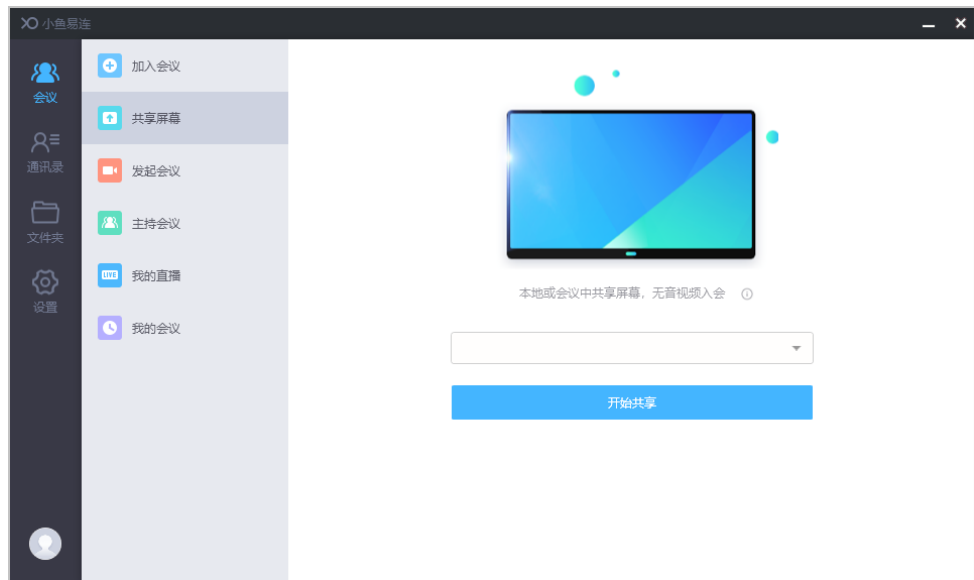 小鱼易连
会议
通讯录
文件夹
设置
加入会议
共享屏幕
发起会议
主持会议
LIVE
我的直播
我的会议
本地或会议中共享屏幕，无音视频入会
开始共享